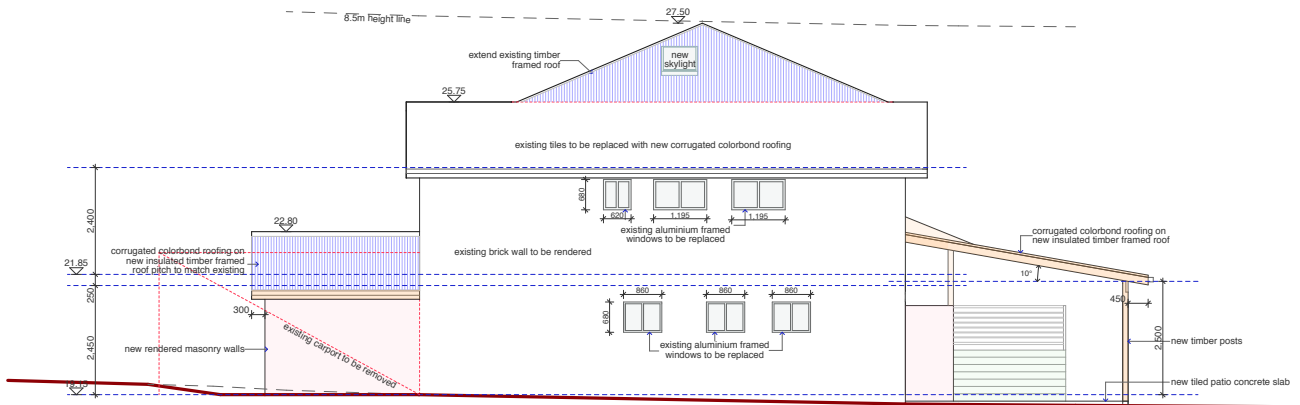 8.5m height line
27.50
extend existing timber
framed roof
new
skylight
25.75
existing tiles to be replaced with new corrugated colorbond roofing
680
620
1,195
1,195
existing aluminium framed
windows to be replaced
2,400
22.80
corrugated colorbond roofing on
new insulated timber framed
roof pitch to match existing
existing brick wall to be rendered
corrugated colorbond roofing on
new insulated timber framed roof
10°
21.85
250
300
860
860
860
680
450
existing carport to be removed
new rendered masonry walls
existing aluminium framed
windows to be replaced
2,450
2,500
new timber posts
new tiled patio concrete slab